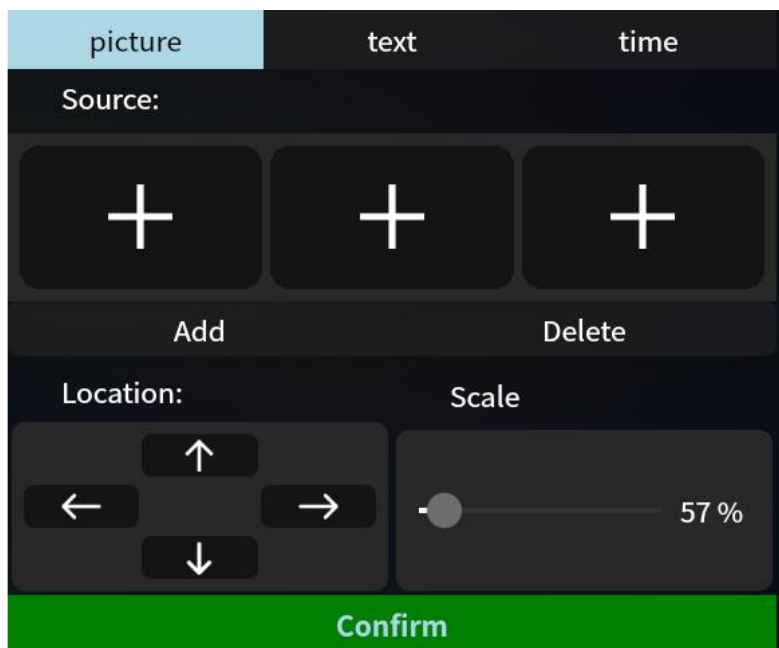 picture text time
Source:
Add Delete
Location: Scale
57 %
Confirm